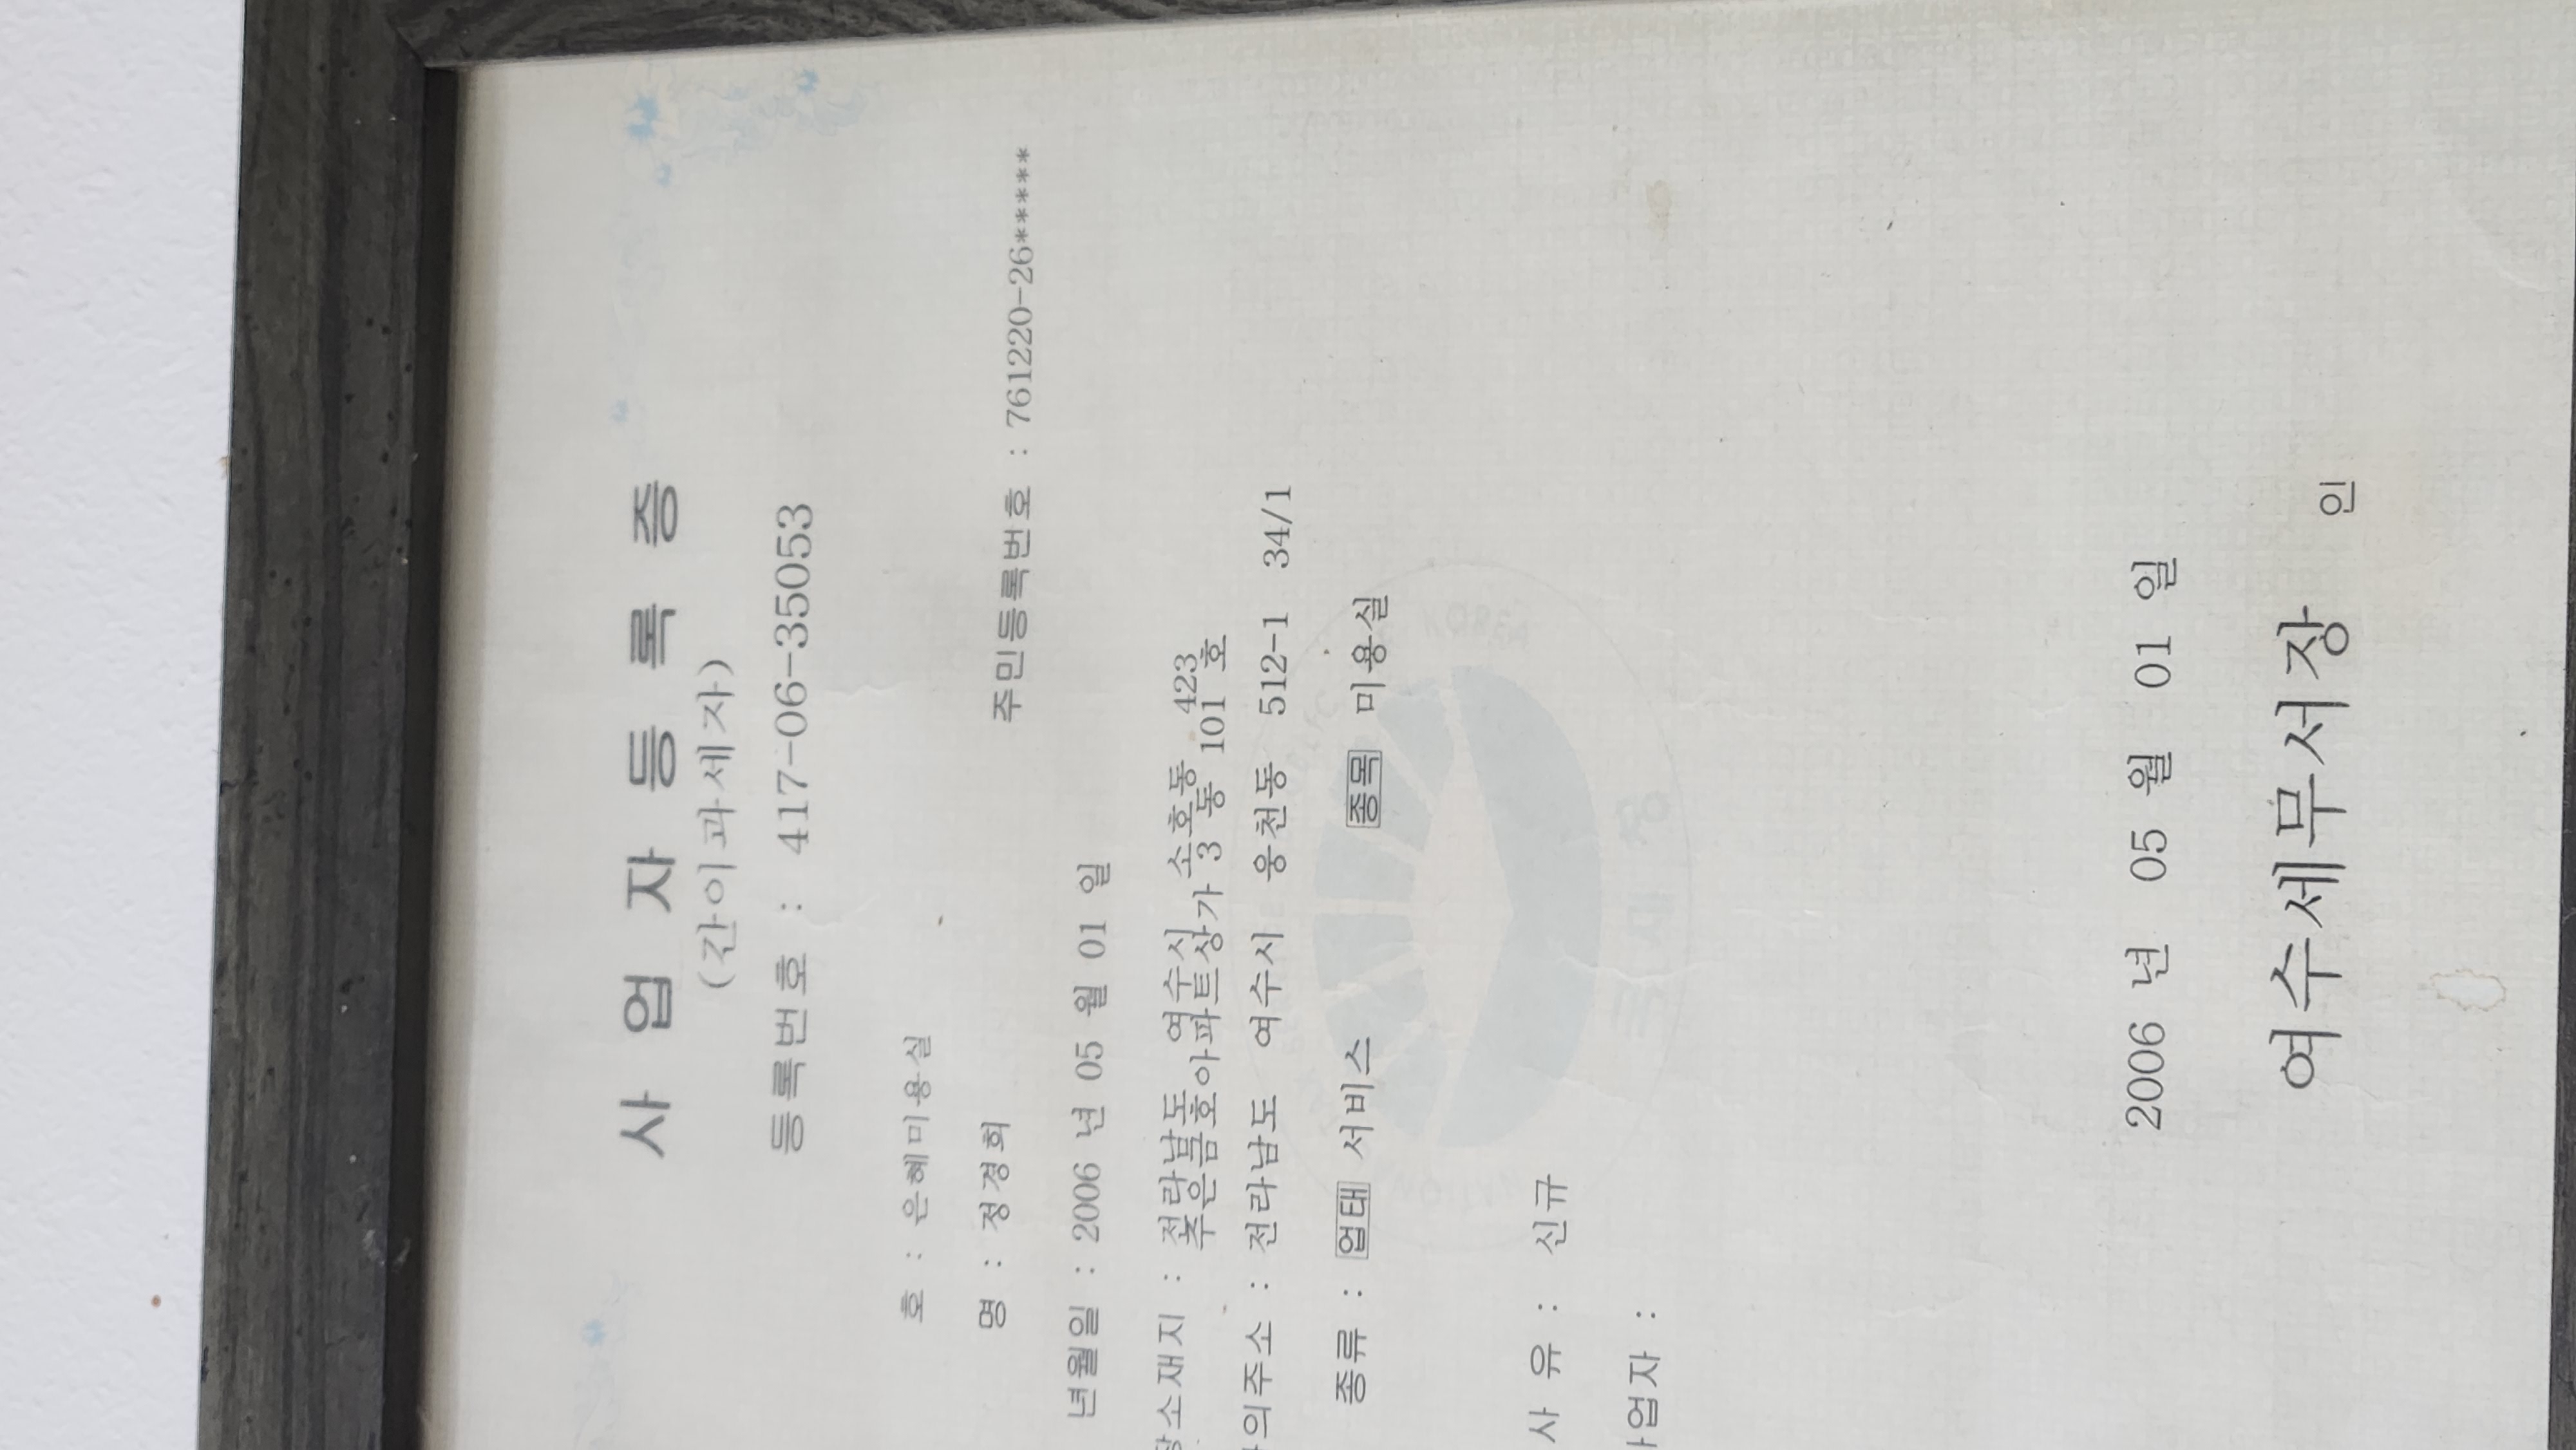 사업자등록증
(간이과세자)
등록번호 : 417-06-35053
호 : 은혜미용실
명 : 정경희 주민등록번호 : 761220-26*****
년월일 : 2006 년 05 월 01 일
장소재지 : 전라남도 여수시 소호동 423
푸른금호아파트상가 3 동 101 호
의주소 : 전라남도 여수시 웅천동 512-1 34/1
종류 : 업태 서비스 종목 미용실
사 유 : 신규
업자 :
2006 년 05 월 01 일
여수세무서장 인